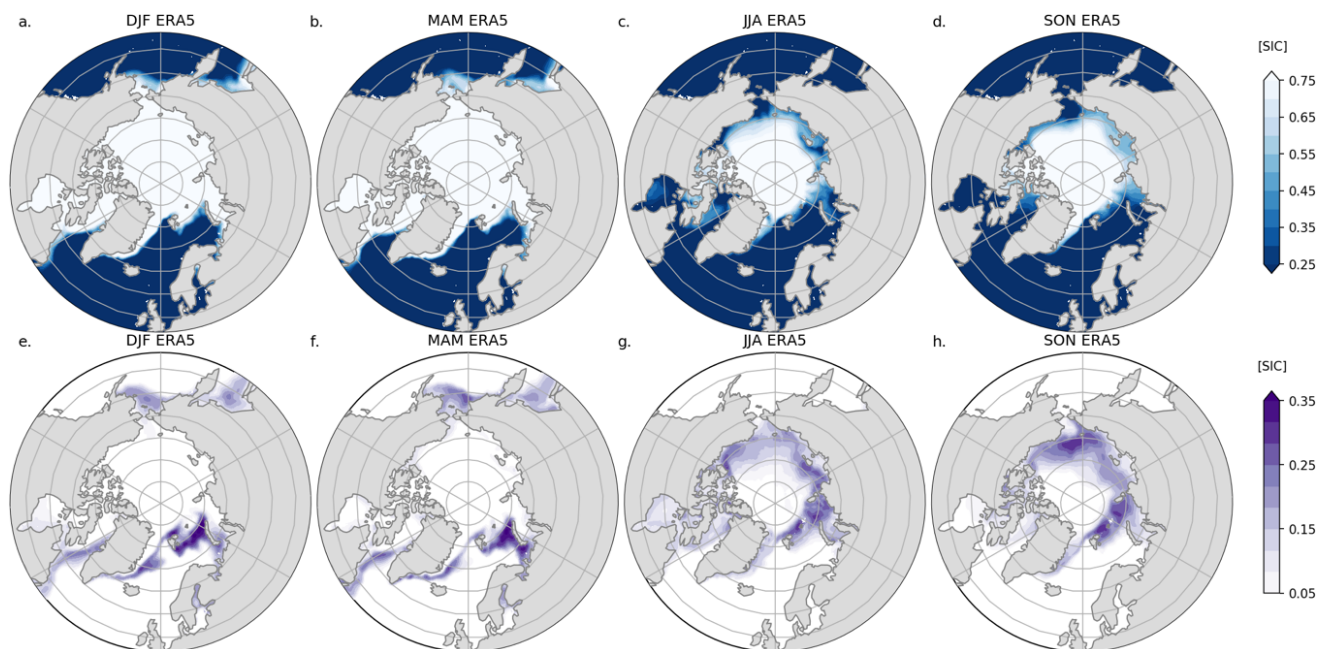 a.
DJF ERA5
b.
MAM ERA5
c.
JJA ERA5
d.
SON ERA5
[SIC]
0.75
0.65
0.55
0.45
0.35
0.25
e.
DJF ERA5
f.
MAM ERA5
g.
JJA ERA5
h.
SON ERA5
[SIC]
0.35
0.25
0.15
0.05